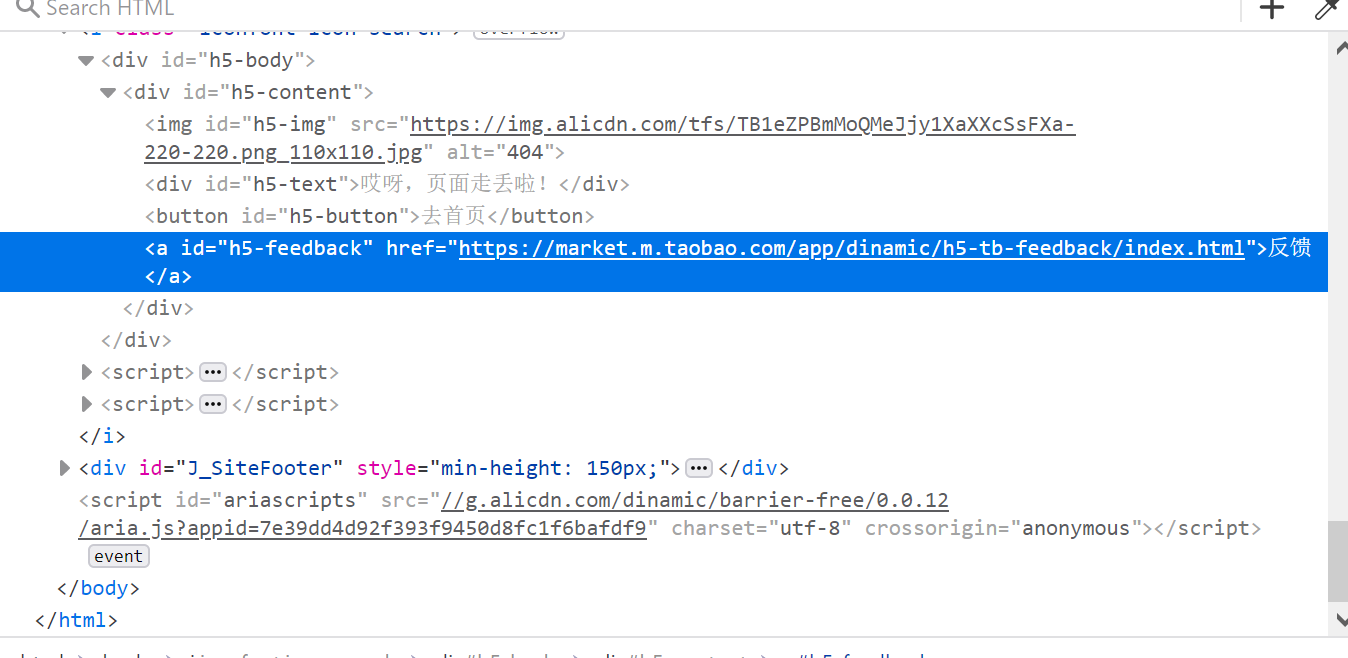 Search HTML
<i class="iconfont icon-search"> overflow
<div id="h5-body">
<div id="h5-content">
<img id="h5-img" src="https://img.alicdn.com/tfs/TB1eZPBmMoQMeJjy1XaXXcSsFXa-
220-220.png_110x110.jpg" alt="404">
<div id="h5-text">哎呀，页面走丢啦！</div>
<button id="h5-button">去首页</button>
<a id="h5-feedback" href="https://market.m.taobao.com/app/dinamic/h5-tb-feedback/index.html">反馈
</a>
</div>
</div>
<script>…</script>
<script>…</script>
</i>
<div id="J_SiteFooter" style="min-height: 150px;">…</div>
<script id="ariascripts" src="//g.alicdn.com/dinamic/barrier-free/0.0.12
/aria.js?appid=7e39dd4d92f393f9450d8fc1f6bafdf9" charset="utf-8" crossorigin="anonymous"></script>
event
</body>
</html>